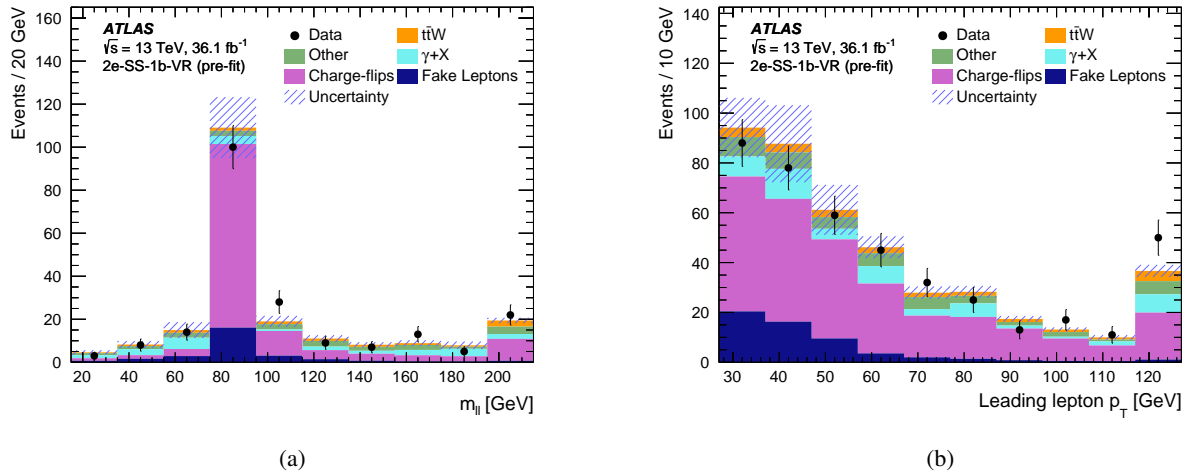 Events / 20 GeV
160
140
120
100
80
60
40
20
0
ATLAS
√s = 13 TeV, 36.1 fb⁻¹
2e-SS-1b-VR (pre-fit)
Data
tt̄W
Other
γ+X
Charge-flips
Fake Leptons
Uncertainty
20 40 60 80 100 120 140 160 180 200
m_ll [GeV]
(a)
Events / 10 GeV
140
120
100
80
60
40
20
0
ATLAS
√s = 13 TeV, 36.1 fb⁻¹
2e-SS-1b-VR (pre-fit)
Data
tt̄W
Other
γ+X
Charge-flips
Fake Leptons
Uncertainty
30 40 50 60 70 80 90 100 110 120
Leading lepton p_T [GeV]
(b)